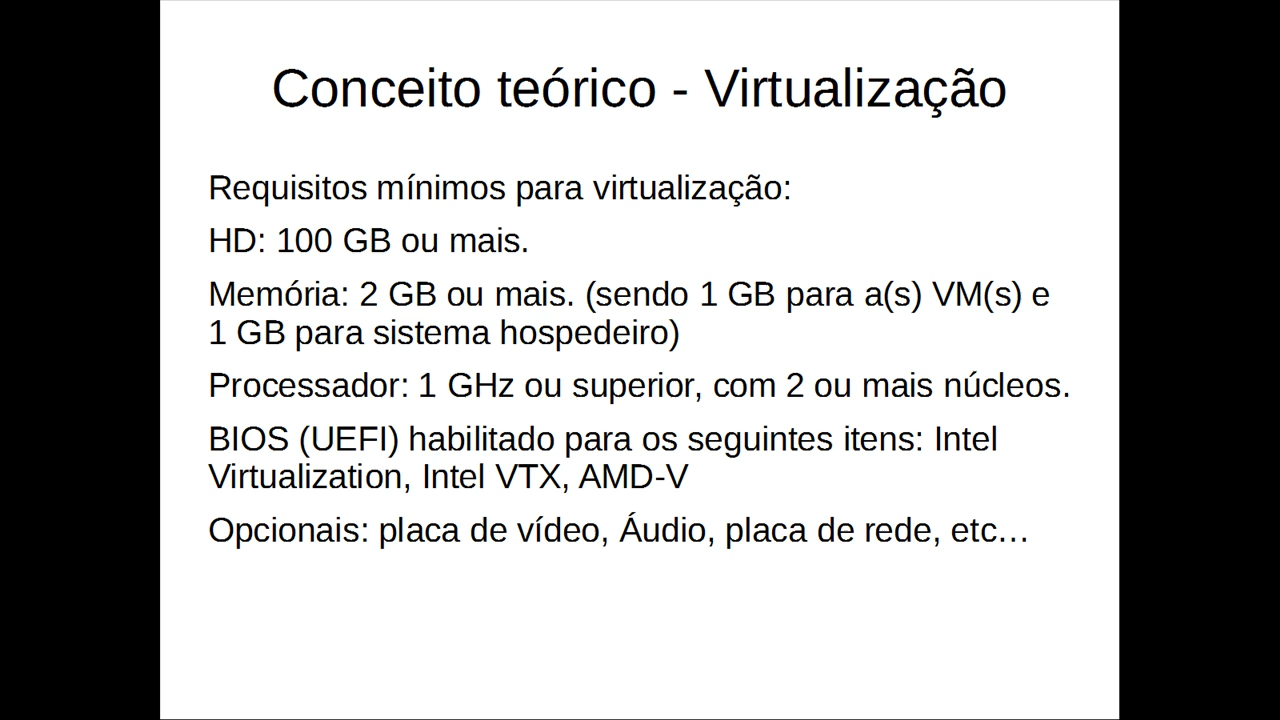 Conceito teórico - Virtualização
Requisitos mínimos para virtualização:
HD: 100 GB ou mais.
Memória: 2 GB ou mais. (sendo 1 GB para a(s) VM(s) e
1 GB para sistema hospedeiro)
Processador: 1 GHz ou superior, com 2 ou mais núcleos.
BIOS (UEFI) habilitado para os seguintes itens: Intel
Virtualization, Intel VTX, AMD-V
Opcionais: placa de vídeo, Áudio, placa de rede, etc…